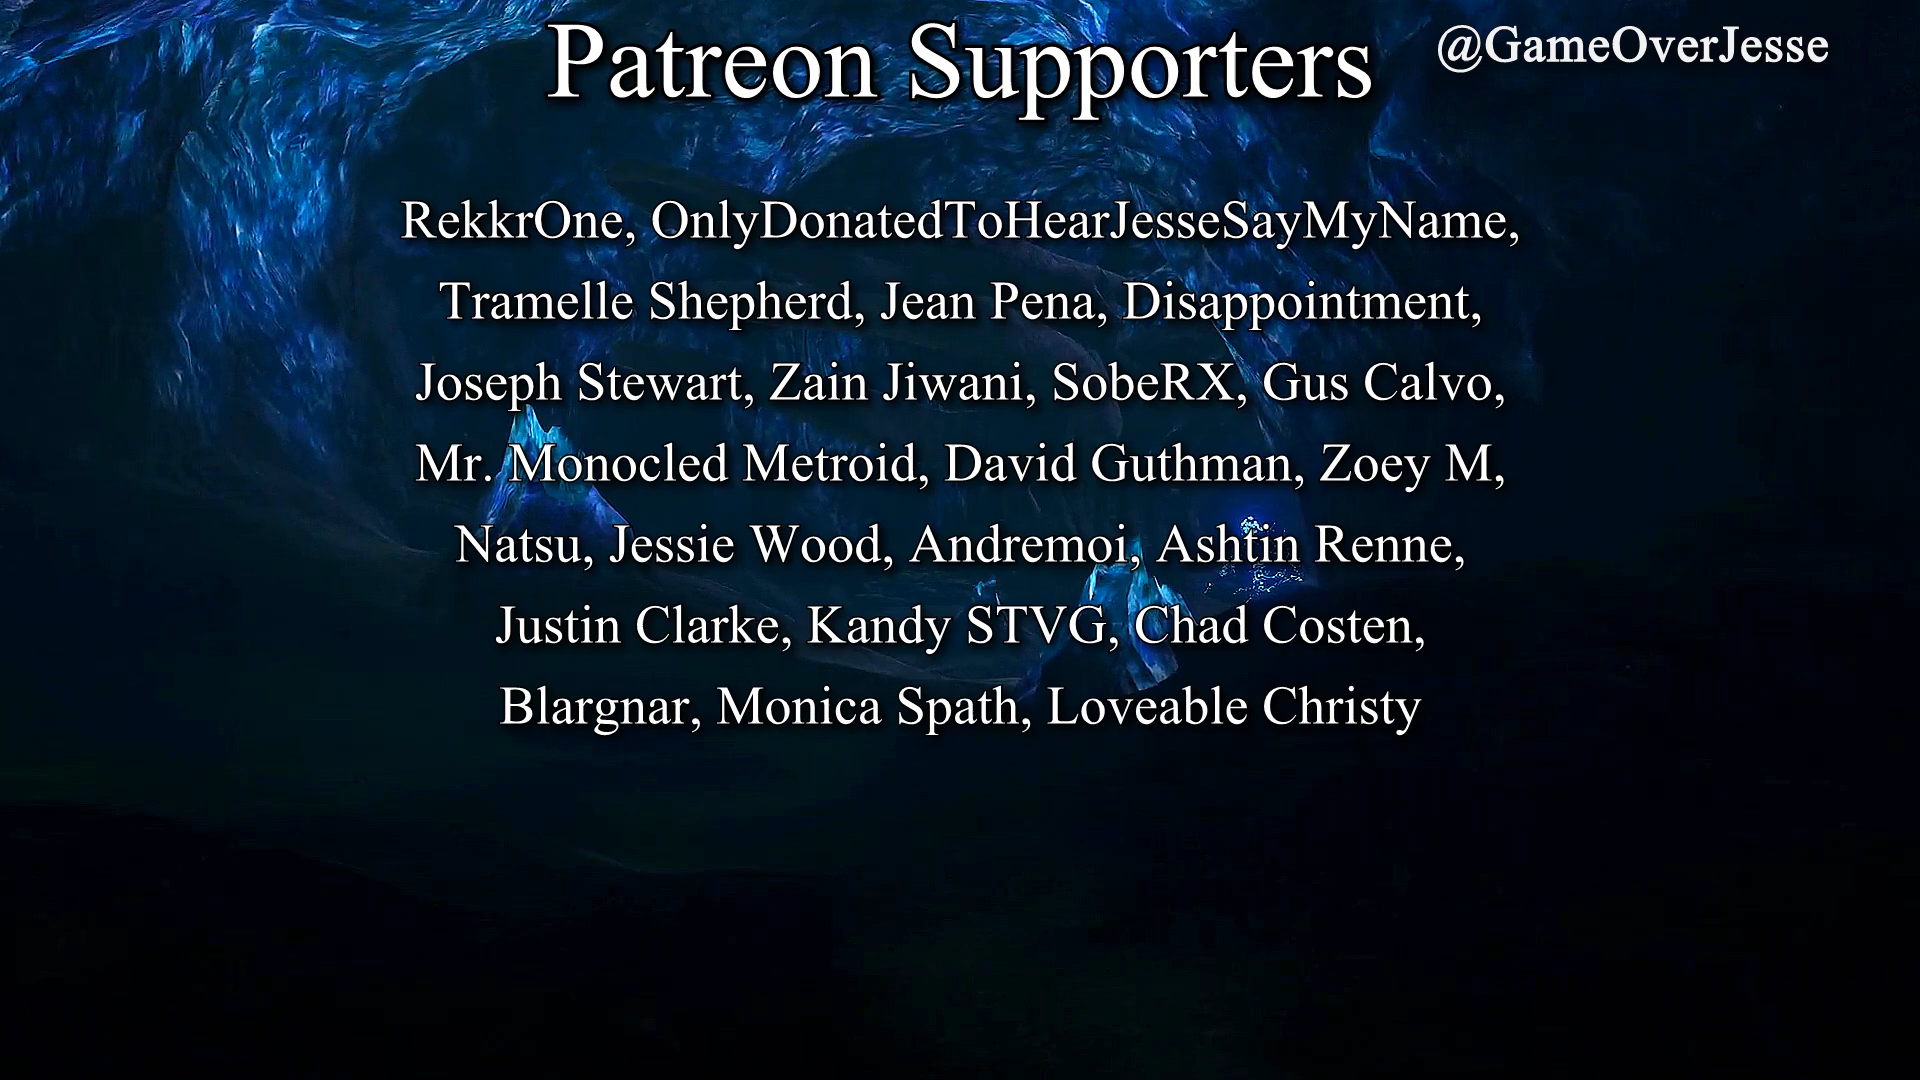 Patreon Supporters
@GameOverJesse
RekkrOne, OnlyDonatedToHearJesseSayMyName,
Tramelle Shepherd, Jean Pena, Disappointment,
Joseph Stewart, Zain Jiwani, SobeRX, Gus Calvo,
Mr. Monocled Metroid, David Guthman, Zoey M,
Natsu, Jessie Wood, Andremoi, Ashtin Renne,
Justin Clarke, Kandy STVG, Chad Costen,
Blargnar, Monica Spath, Loveable Christy